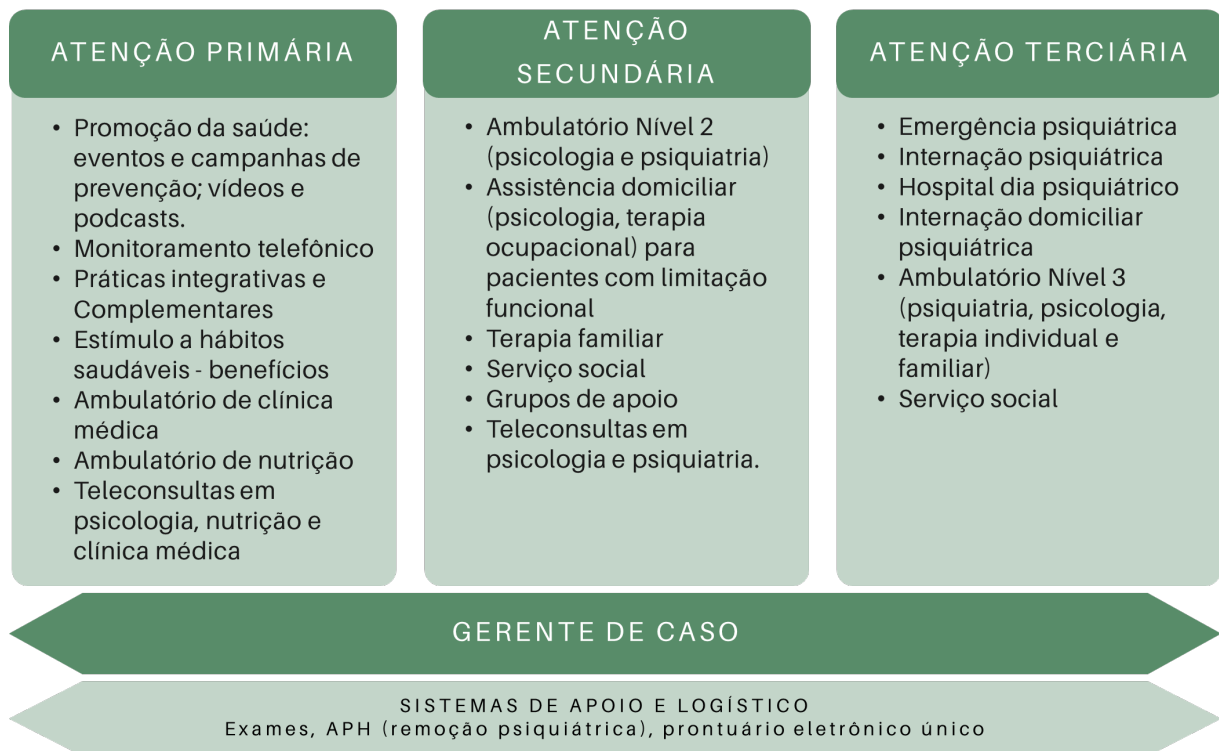 ATENÇÃO PRIMÁRIA
• Promoção da saúde:
eventos e campanhas de
prevenção; vídeos e
podcasts.
• Monitoramento telefônico
• Práticas integrativas e
Complementares
• Estímulo a hábitos
saudáveis - benefícios
• Ambulatório de clínica
médica
• Ambulatório de nutrição
• Teleconsultas em
psicologia, nutrição e
clínica médica
ATENÇÃO
SECUNDÁRIA
• Ambulatório Nível 2
(psicologia e psiquiatria)
• Assistência domiciliar
(psicologia, terapia
ocupacional) para
pacientes com limitação
funcional
• Terapia familiar
• Serviço social
• Grupos de apoio
• Teleconsultas em
psicologia e psiquiatria.
ATENÇÃO TERCIÁRIA
• Emergência psiquiátrica
• Internação psiquiátrica
• Hospital dia psiquiátrico
• Internação domiciliar
psiquiátrica
• Ambulatório Nível 3
(psiquiatria, psicologia,
terapia individual e
familiar)
• Serviço social
GERENTE DE CASO
SISTEMAS DE APOIO E LOGÍSTICO
Exames, APH (remoção psiquiátrica), prontuário eletrônico único